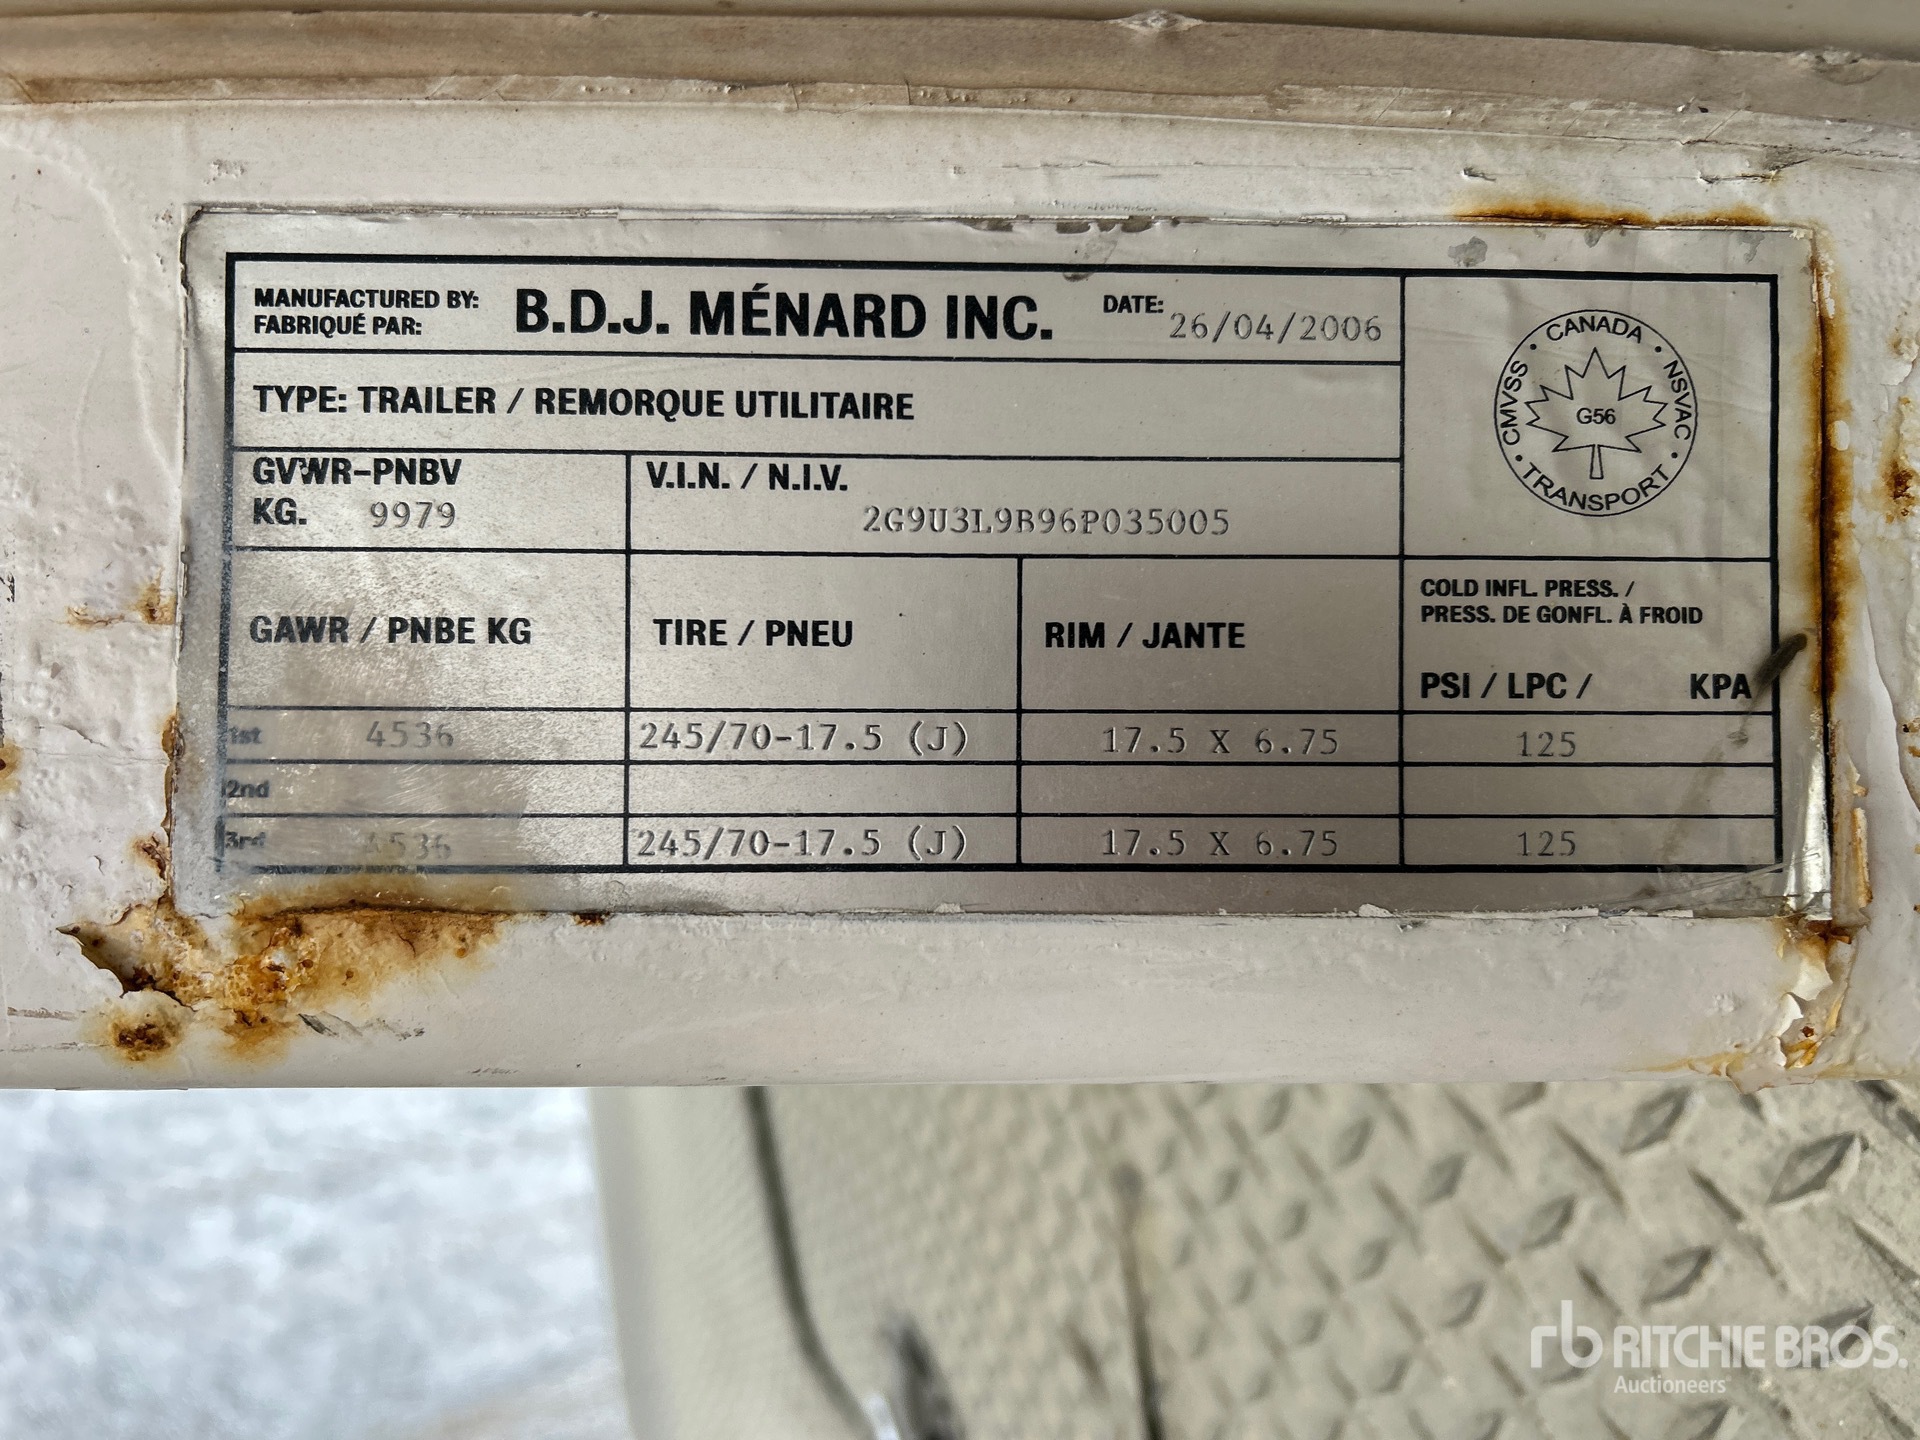 MANUFACTURED BY:
FABRIQUÉ PAR:
B.D.J. MÉNARD INC.
DATE: 26/04/2006
TYPE: TRAILER / REMORQUE UTILITAIRE
GVWR-PNBV
KG. 9979
V.I.N. / N.I.V.
2G9U3L9B96P035005
CANADA
CMVSS
NSVAC
G56
TRANSPORT
GAWR / PNBE KG
TIRE / PNEU
RIM / JANTE
COLD INFL. PRESS. /
PRESS. DE GONFL. À FROID
PSI / LPC / KPA
1st 4536 245/70-17.5 (J) 17.5 X 6.75 125
2nd
3rd 4536 245/70-17.5 (J) 17.5 X 6.75 125
rb RITCHIE BROS.
Auctioneers